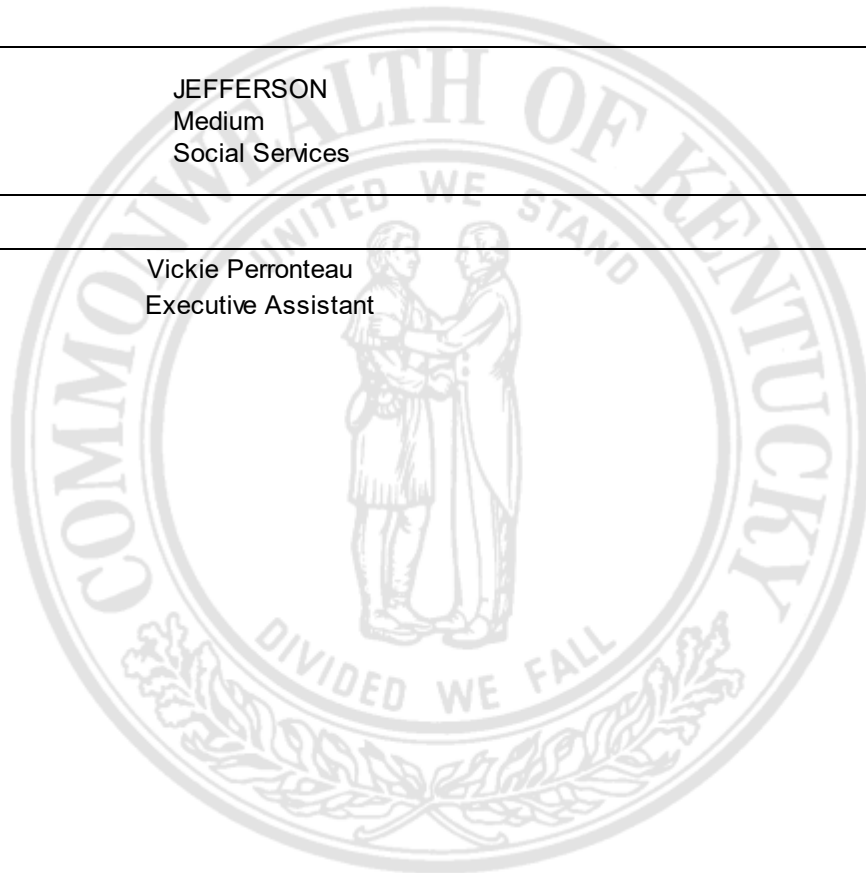 JEFFERSON
Medium
Social Services
Vickie Perronteau
Executive Assistant
COMMONWEALTH OF KENTUCKY
UNITED WE STAND
DIVIDED WE FALL